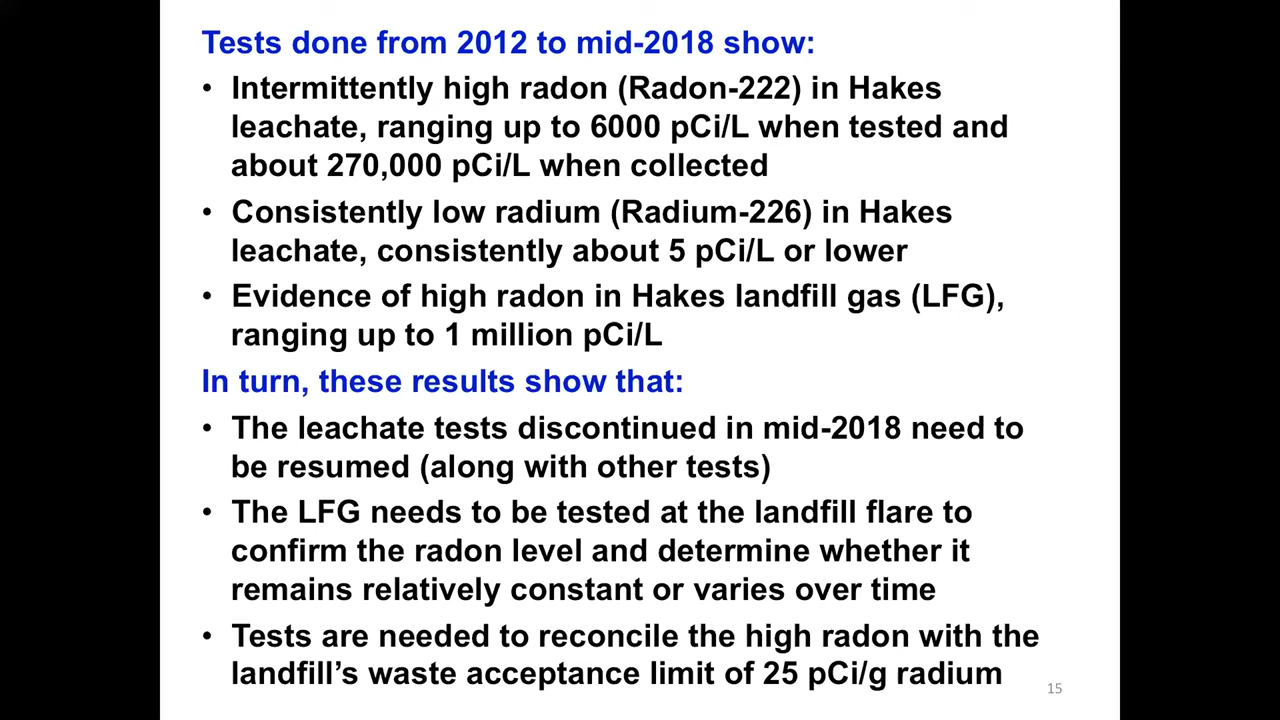 Tests done from 2012 to mid-2018 show:
• Intermittently high radon (Radon-222) in Hakes
leachate, ranging up to 6000 pCi/L when tested and
about 270,000 pCi/L when collected
• Consistently low radium (Radium-226) in Hakes
leachate, consistently about 5 pCi/L or lower
• Evidence of high radon in Hakes landfill gas (LFG),
ranging up to 1 million pCi/L
In turn, these results show that:
• The leachate tests discontinued in mid-2018 need to
be resumed (along with other tests)
• The LFG needs to be tested at the landfill flare to
confirm the radon level and determine whether it
remains relatively constant or varies over time
• Tests are needed to reconcile the high radon with the
landfill’s waste acceptance limit of 25 pCi/g radium
15